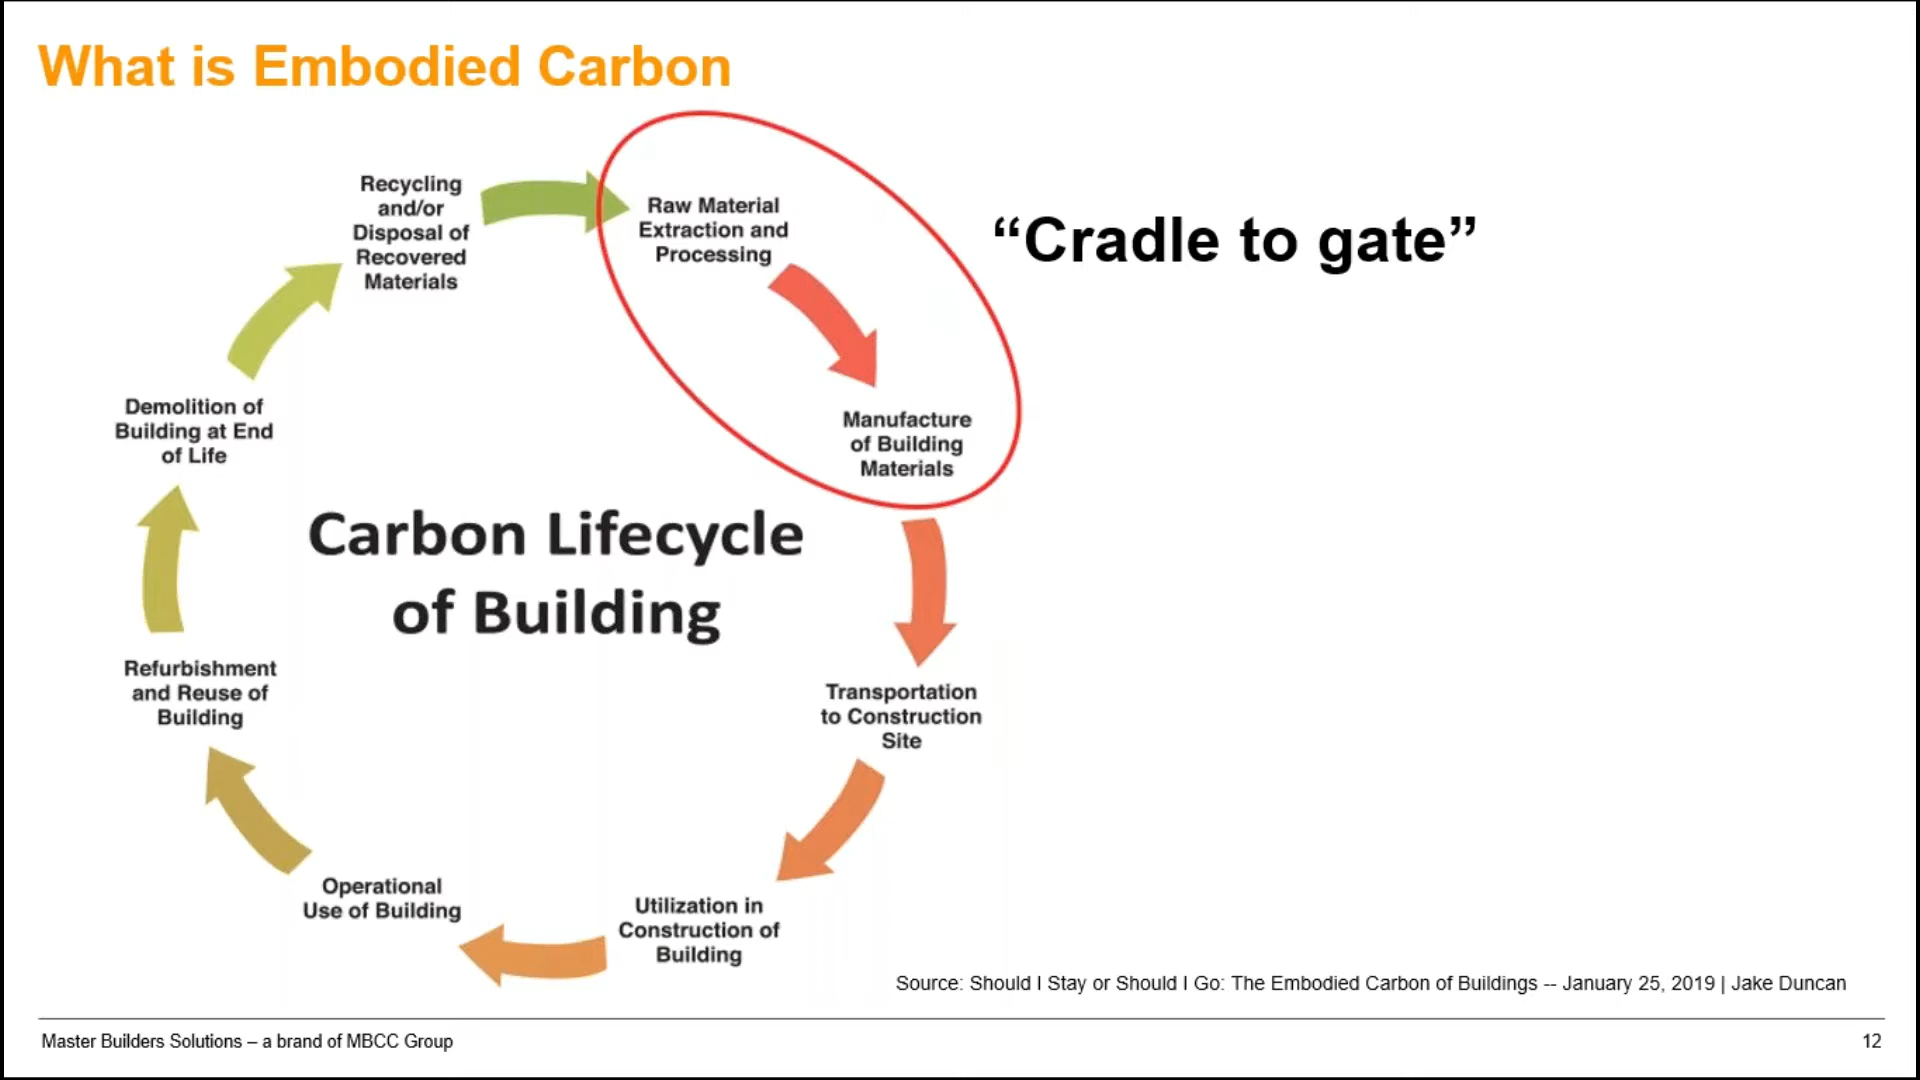 What is Embodied Carbon
Recycling
and/or
Disposal of
Recovered
Materials
Raw Material
Extraction and
Processing
“Cradle to gate”
Manufacture
of Building
Materials
Demolition of
Building at End
of Life
Carbon Lifecycle
of Building
Refurbishment
and Reuse of
Building
Transportation
to Construction
Site
Operational
Use of Building
Utilization in
Construction of
Building
Source: Should I Stay or Should I Go: The Embodied Carbon of Buildings -- January 25, 2019 | Jake Duncan
Master Builders Solutions – a brand of MBCC Group
12